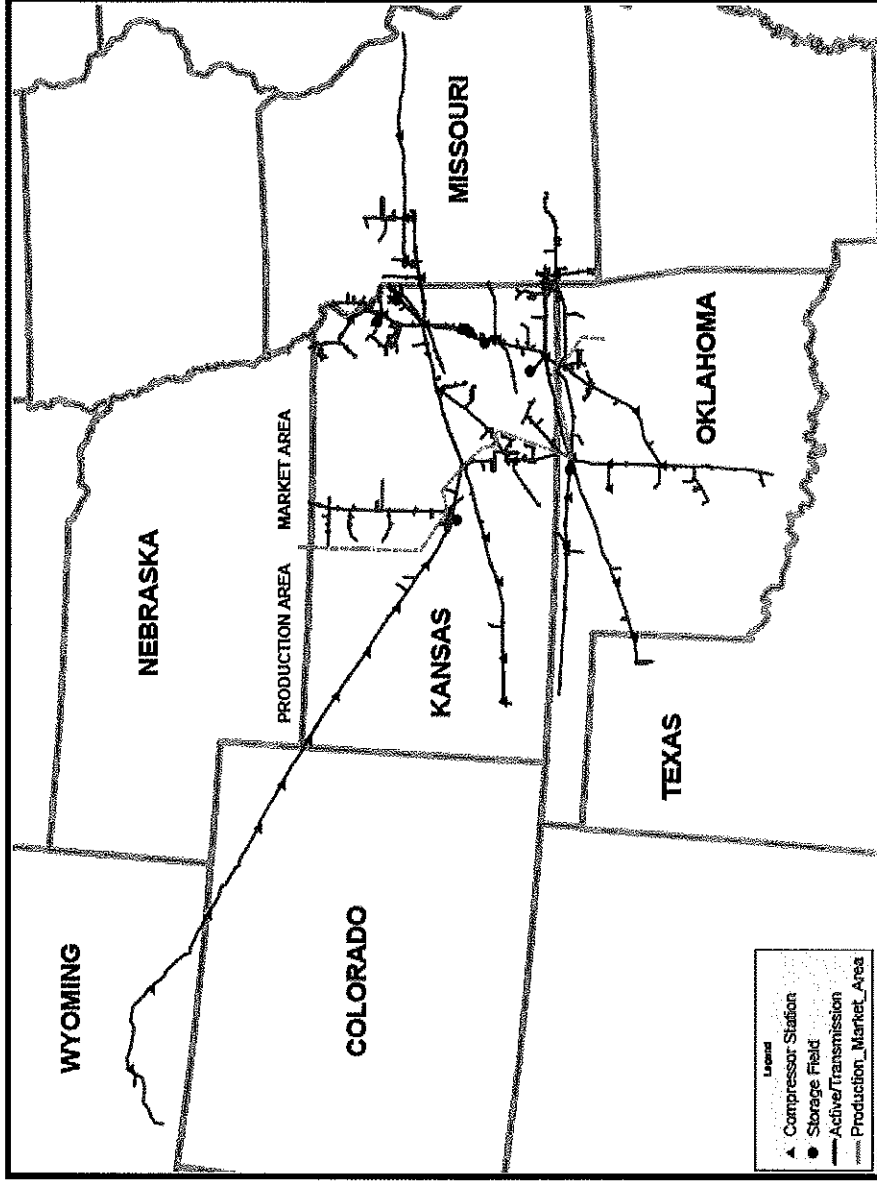 WYOMING
NEBRASKA
PRODUCTION AREA
MARKET AREA
COLORADO
KANSAS
MISSOURI
TEXAS
OKLAHOMA
Legend
Compressor Station
Storage Field
Active/Transmission
Production_Market_Area